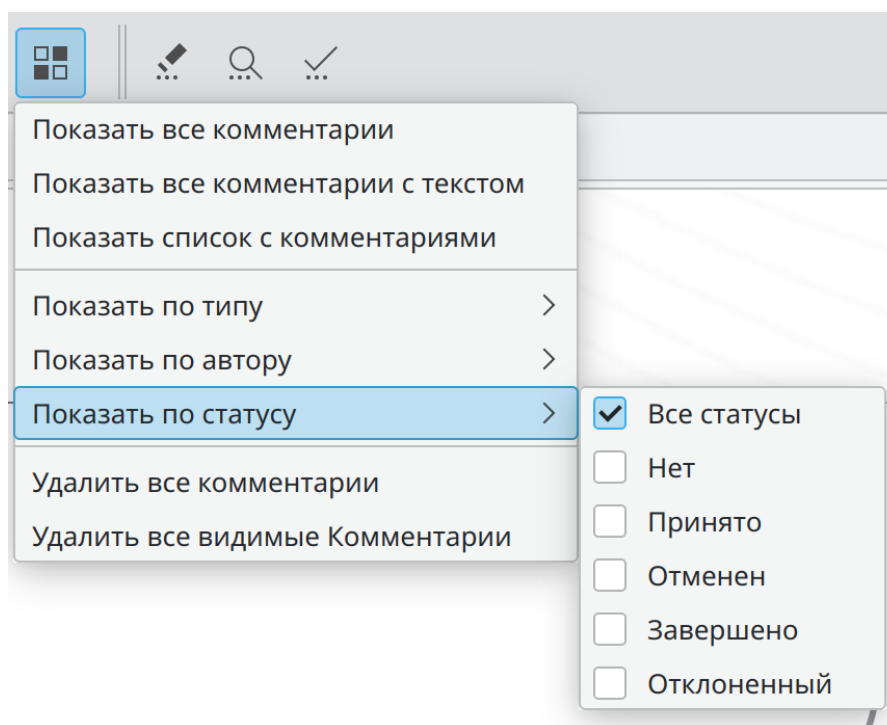 Показать все комментарии
Показать все комментарии с текстом
Показать список с комментариями
Показать по типу
Показать по автору
Показать по статусу
Удалить все комментарии
Удалить все видимые Комментарии
Все статусы
Нет
Принято
Отменен
Завершено
Отклоненный